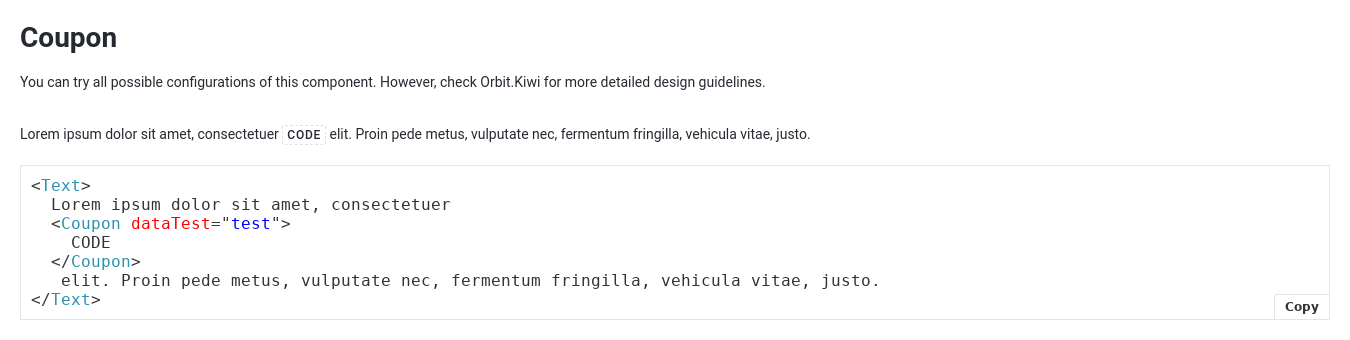 Coupon
You can try all possible configurations of this component. However, check Orbit.Kiwi for more detailed design guidelines.
Lorem ipsum dolor sit amet, consectetuer CODE elit. Proin pede metus, vulputate nec, fermentum fringilla, vehicula vitae, justo.
<Text>
  Lorem ipsum dolor sit amet, consectetuer
  <Coupon dataTest="test">
    CODE
  </Coupon>
   elit. Proin pede metus, vulputate nec, fermentum fringilla, vehicula vitae, justo.
</Text>
Copy